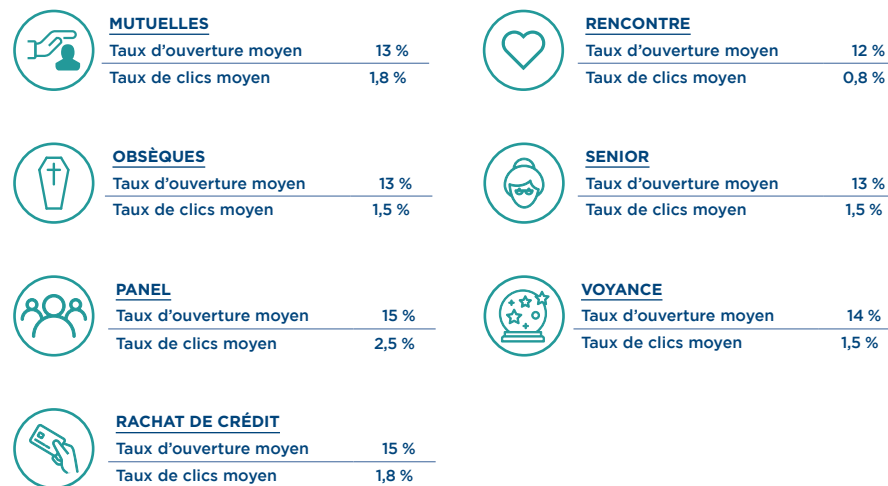 MUTUELLES
Taux d'ouverture moyen 13 %
Taux de clics moyen 1,8 %
OBSÈQUES
Taux d'ouverture moyen 13 %
Taux de clics moyen 1,5 %
PANEL
Taux d'ouverture moyen 15 %
Taux de clics moyen 2,5 %
RACHAT DE CRÉDIT
Taux d'ouverture moyen 15 %
Taux de clics moyen 1,8 %
RENCONTRE
Taux d'ouverture moyen 12 %
Taux de clics moyen 0,8 %
SENIOR
Taux d'ouverture moyen 13 %
Taux de clics moyen 1,5 %
VOYANCE
Taux d'ouverture moyen 14 %
Taux de clics moyen 1,5 %